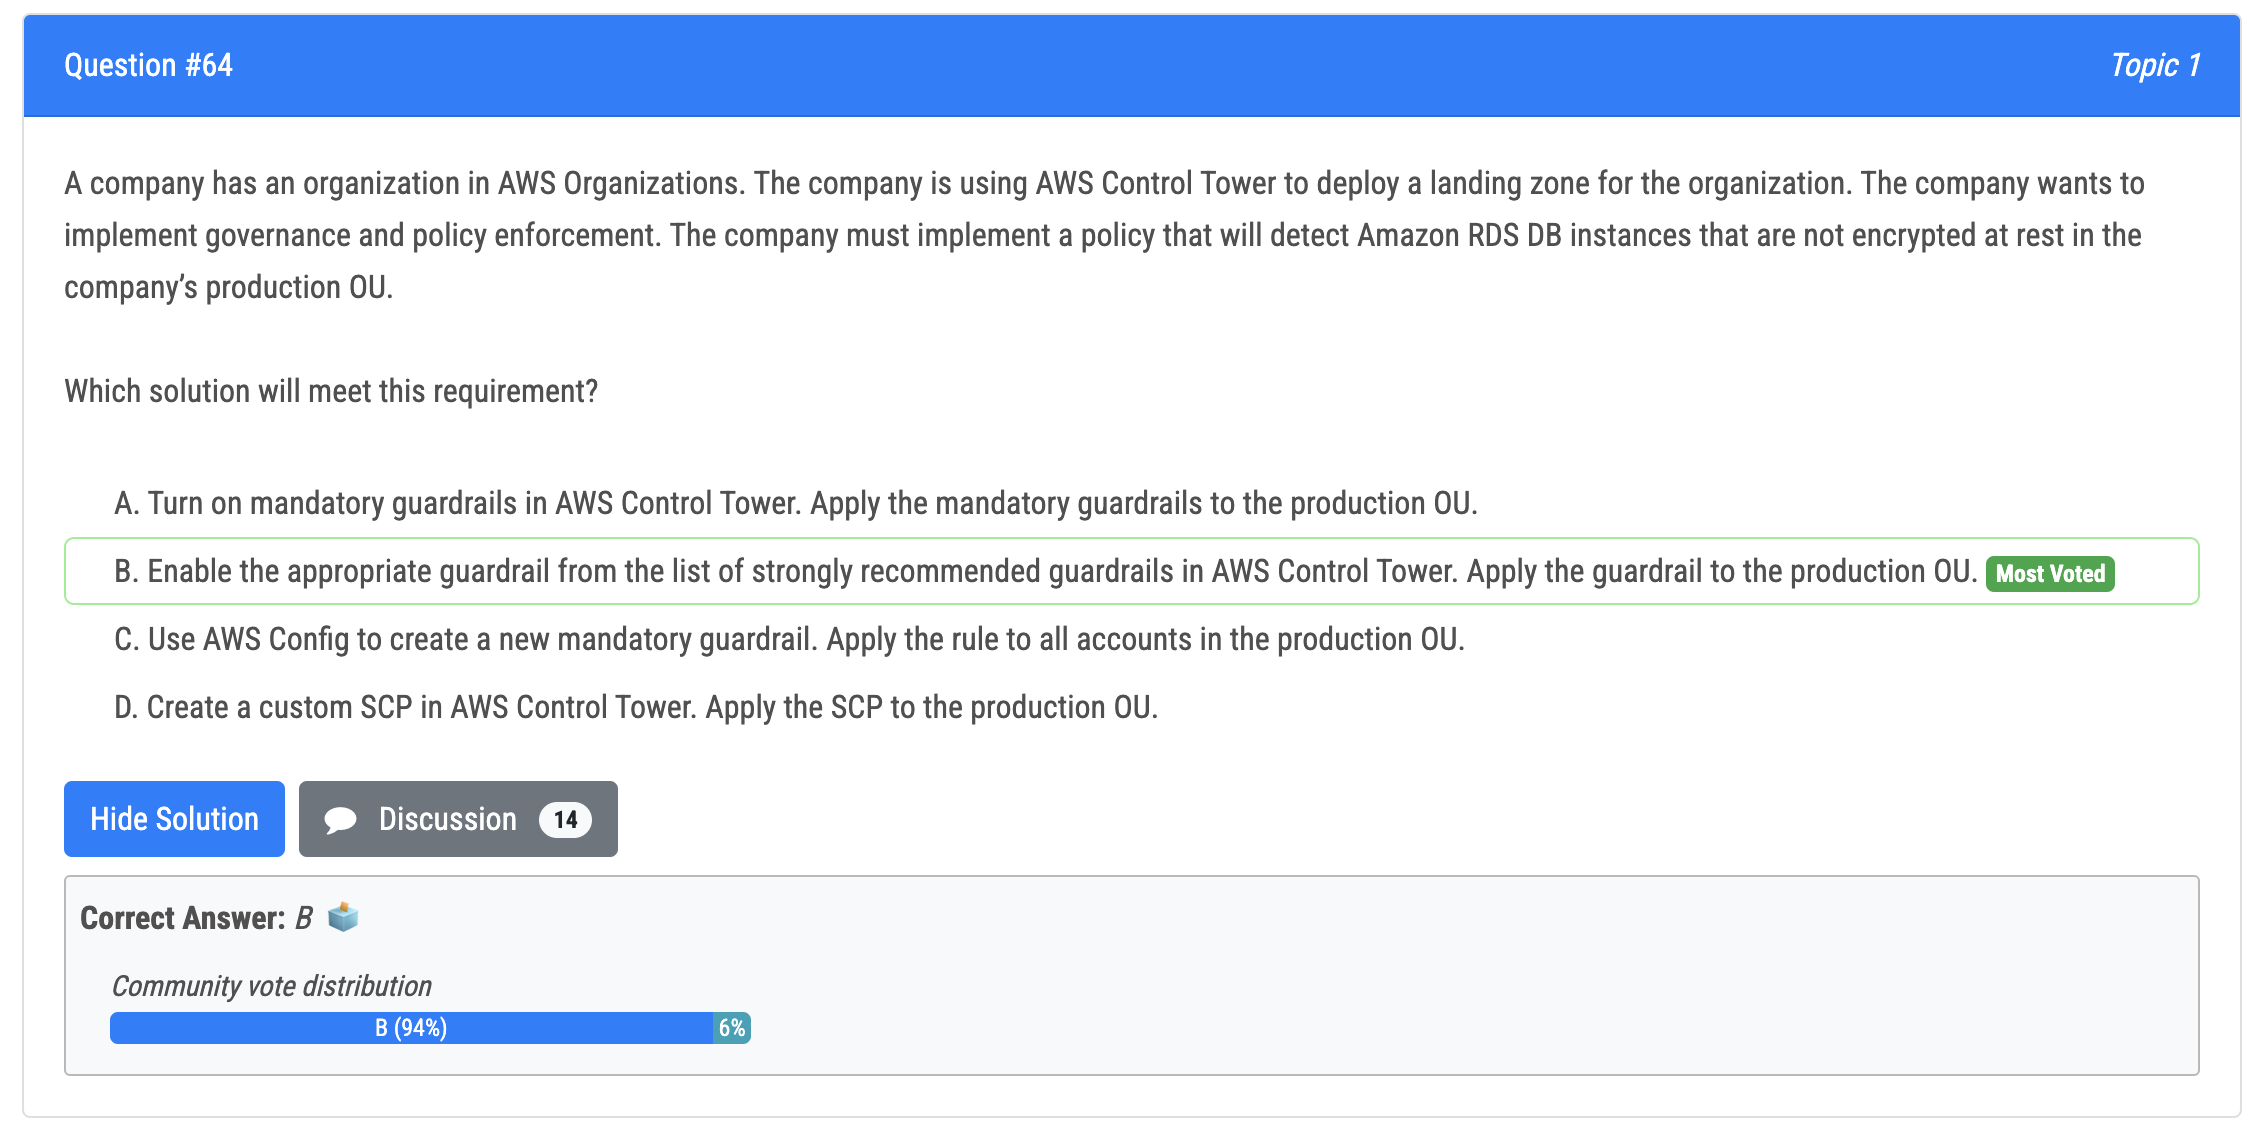 Question #64
Topic 1
A company has an organization in AWS Organizations. The company is using AWS Control Tower to deploy a landing zone for the organization. The company wants to
implement governance and policy enforcement. The company must implement a policy that will detect Amazon RDS DB instances that are not encrypted at rest in the
company’s production OU.
Which solution will meet this requirement?
A. Turn on mandatory guardrails in AWS Control Tower. Apply the mandatory guardrails to the production OU.
B. Enable the appropriate guardrail from the list of strongly recommended guardrails in AWS Control Tower. Apply the guardrail to the production OU. Most Voted
C. Use AWS Config to create a new mandatory guardrail. Apply the rule to all accounts in the production OU.
D. Create a custom SCP in AWS Control Tower. Apply the SCP to the production OU.
Hide Solution
Discussion 14
Correct Answer: B
Community vote distribution
B (94%)
6%